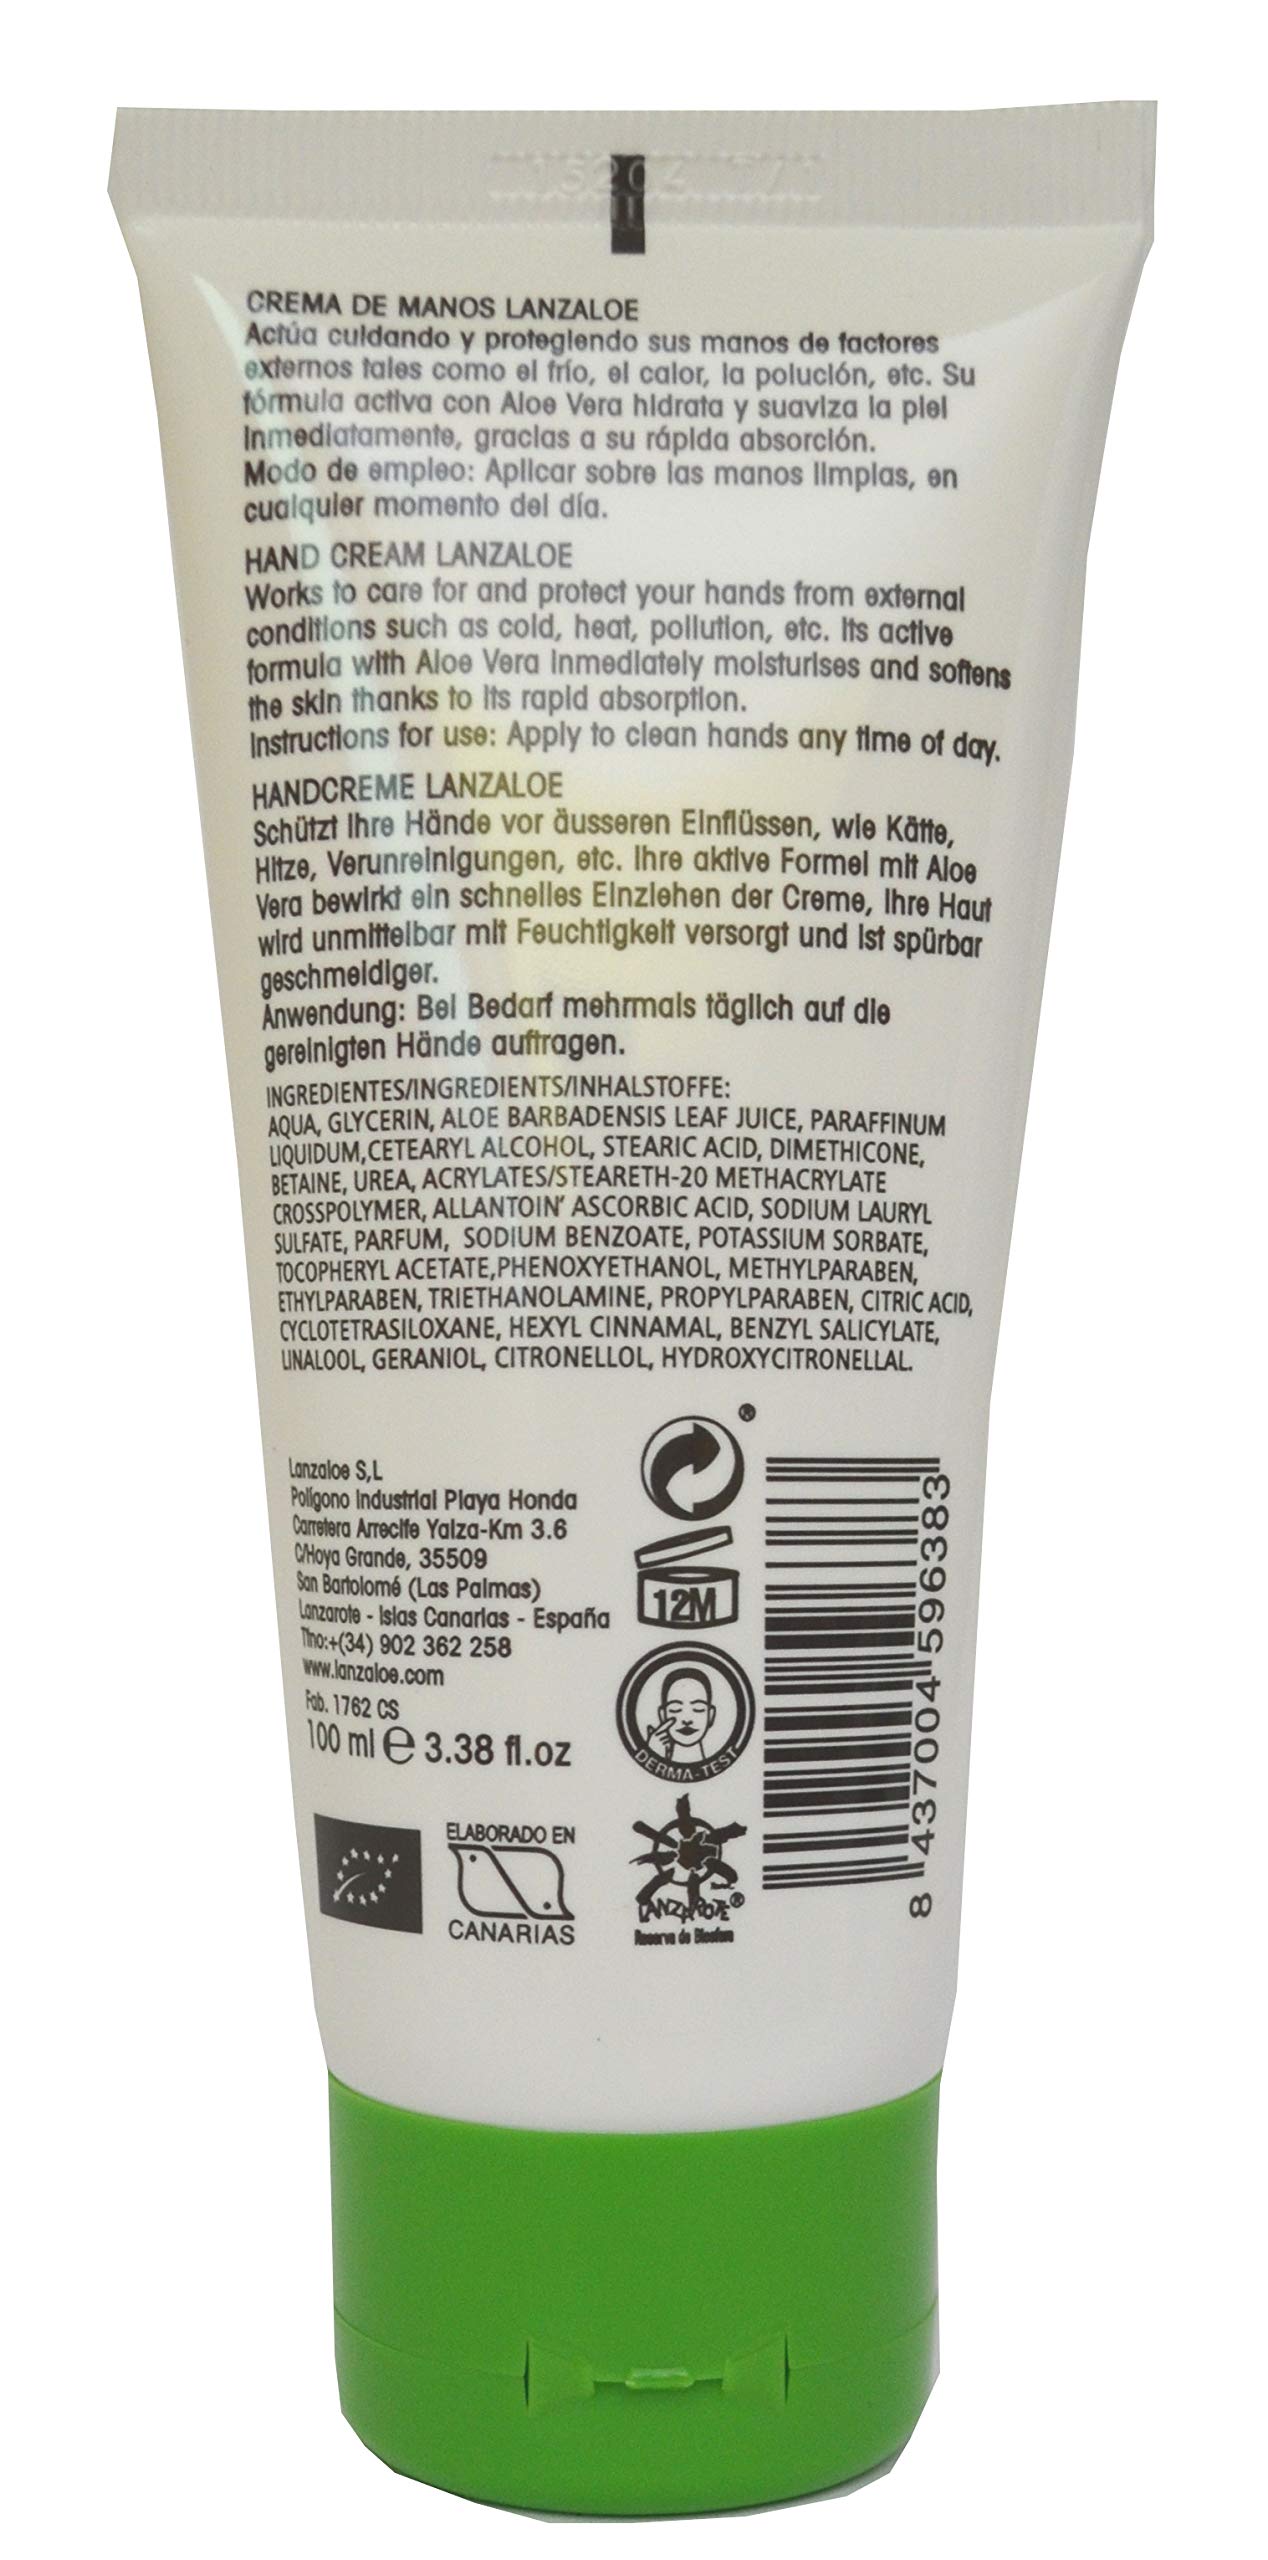 CREMA DE MANOS LANZALOE
Actúa cuidando y protegiendo sus manos de factores
externos tales como el frío, el calor, la polución, etc. Su
fórmula activa con Aloe Vera hidrata y suaviza la piel
inmediatamente, gracias a su rápida absorción.
Modo de empleo: Aplicar sobre las manos limpias, en
cualquier momento del día.
HAND CREAM LANZALOE
Works to care for and protect your hands from external
conditions such as cold, heat, pollution, etc. Its active
formula with Aloe Vera inmediately moisturises and softens
the skin thanks to its rapid absorption.
Instructions for use: Apply to clean hands any time of day.
HANDCREME LANZALOE
Schützt Ihre Hände vor äusseren Einflüssen, wie Kätte,
Hitze, Verunreinigungen, etc. Ihre aktive Formel mit Aloe
Vera bewirkt ein schnelles Einziehen der Creme, Ihre Haut
wird unmittelbar mit Feuchtigkeit versorgt und ist spürbar
geschmeidiger.
Anwendung: Bei Bedarf mehrmals täglich auf die
gereinigten Hände auftragen.
INGREDIENTES/INGREDIENTS/INHALSTOFFE:
AQUA, GLYCERIN, ALOE BARBADENSIS LEAF JUICE, PARAFFINUM
LIQUIDUM,CETEARYL ALCOHOL, STEARIC ACID, DIMETHICONE,
BETAINE, UREA, ACRYLATES/STEARETH-20 METHACRYLATE
CROSSPOLYMER, ALLANTOIN' ASCORBIC ACID, SODIUM LAURYL
SULFATE, PARFUM, SODIUM BENZOATE, POTASSIUM SORBATE,
TOCOPHERYL ACETATE,PHENOXYETHANOL, METHYLPARABEN,
ETHYLPARABEN, TRIETHANOLAMINE, PROPYLPARABEN, CITRIC ACID,
CYCLOTETRASILOXANE, HEXYL CINNAMAL, BENZYL SALICYLATE,
LINALOOL, GERANIOL, CITRONELLOL, HYDROXYCITRONELLAL.
Lanzaloe S,L
Polígono Industrial Playa Honda
Carretera Arrecife Yaiza-Km 3.6
C/Hoya Grande, 35509
San Bartolomé (Las Palmas)
Lanzarote - Islas Canarias - España
Tlno:+(34) 902 362 258
www.lanzaloe.com
Fab. 1762 CS
100 ml e 3.38 fl.oz
®
12M
DERMA-TEST
ELABORADO EN
CANARIAS
LANZAROTE®
Reserva de Biosfera
8 437004 596383